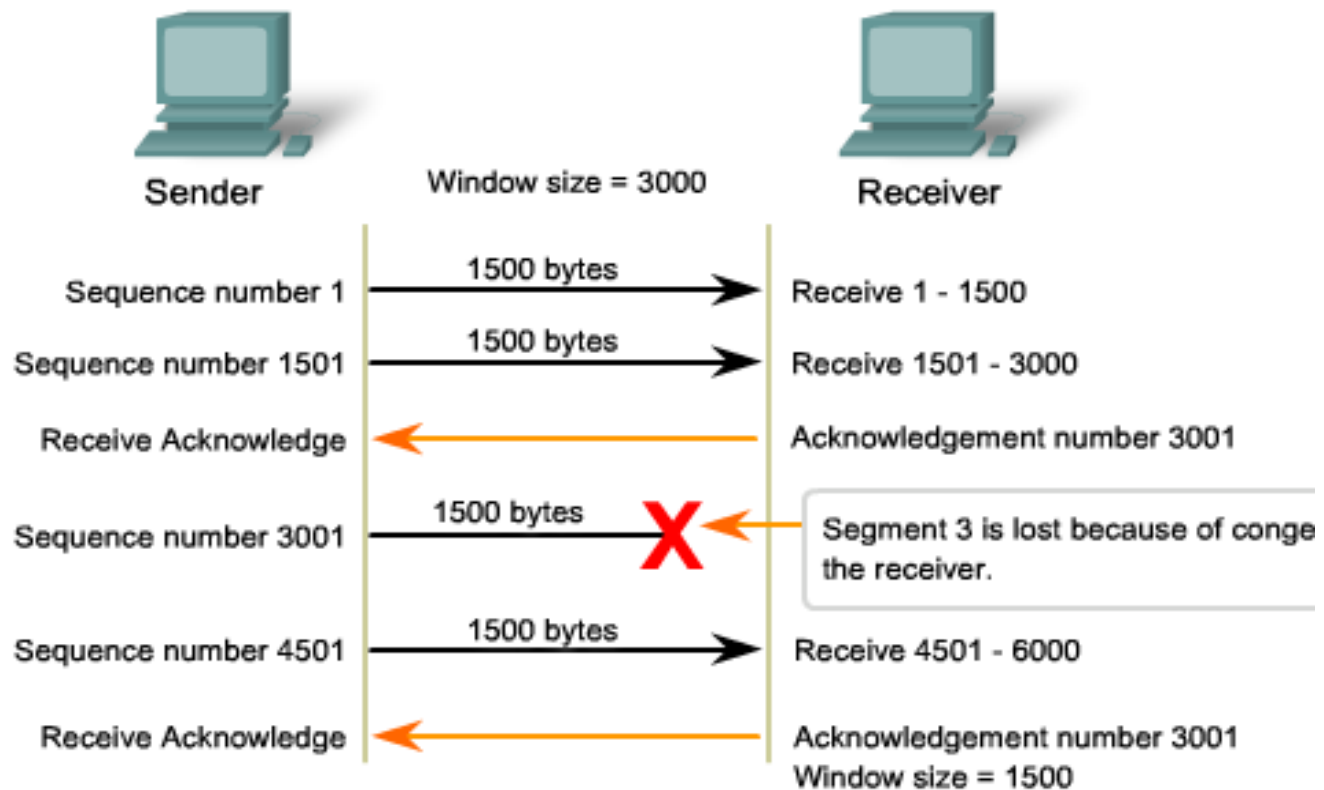 Sender
Window size = 3000
Receiver
Sequence number 1
1500 bytes
Receive 1 - 1500
Sequence number 1501
1500 bytes
Receive 1501 - 3000
Receive Acknowledge
Acknowledgement number 3001
Sequence number 3001
1500 bytes
X
Segment 3 is lost because of
the receiver.
Sequence number 4501
1500 bytes
Receive 4501 - 6000
Receive Acknowledge
Acknowledgement number 3001
Window size = 1500